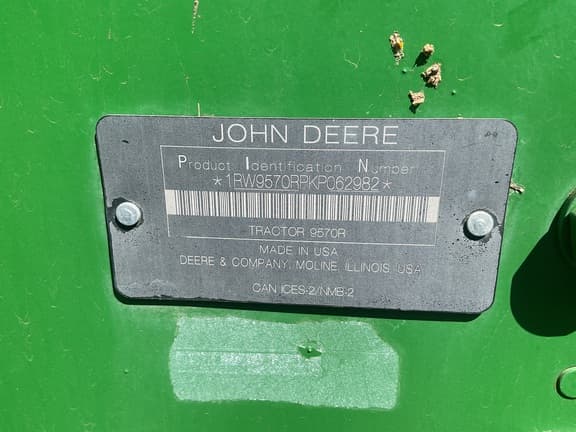 JOHN DEERE
Product Identification Number
*1RW9570RPKP062982*
TRACTOR 9570R
MADE IN USA
DEERE & COMPANY, MOLINE, ILLINOIS, USA
CAN ICES-2/NMB-2